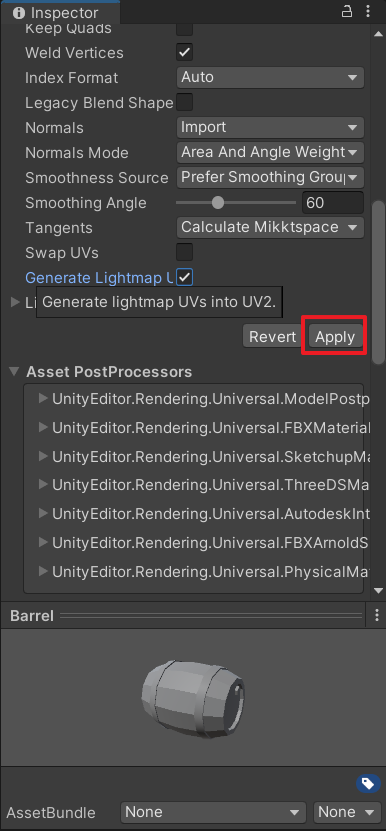 Inspector
Keep Quads
Weld Vertices
Index Format Auto
Legacy Blend Shape
Normals Import
Normals Mode Area And Angle Weight
Smoothness Source Prefer Smoothing Group
Smoothing Angle 60
Tangents Calculate Mikktspace
Swap UVs
Generate Lightmap U
Li
Generate lightmap UVs into UV2.
Revert Apply
Asset PostProcessors
UnityEditor.Rendering.Universal.ModelPostp
UnityEditor.Rendering.Universal.FBXMaterial
UnityEditor.Rendering.Universal.SketchupMa
UnityEditor.Rendering.Universal.ThreeDSMa
UnityEditor.Rendering.Universal.AutodeskInt
UnityEditor.Rendering.Universal.FBXArnoldS
UnityEditor.Rendering.Universal.PhysicalMat
Barrel
AssetBundle None None